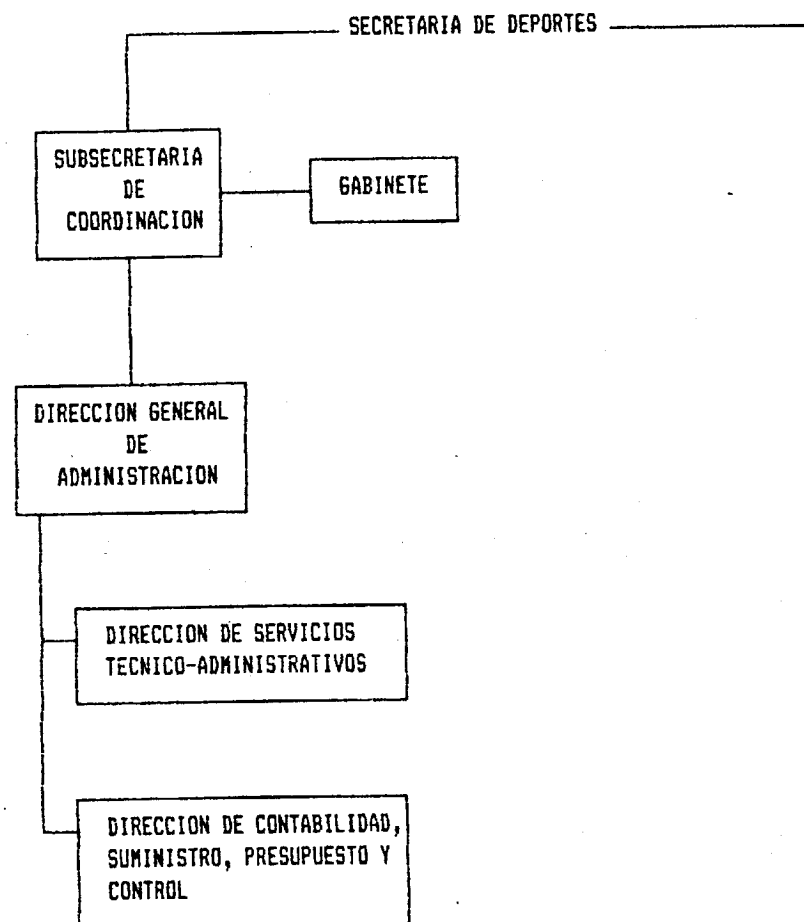 SECRETARIA DE DEPORTES
SUBSECRETARIA
DE
COORDINACION
GABINETE
DIRECCION GENERAL
DE
ADMINISTRACION
DIRECCION DE SERVICIOS
TECNICO-ADMINISTRATIVOS
DIRECCION DE CONTABILIDAD,
SUMINISTRO, PRESUPUESTO Y
CONTROL